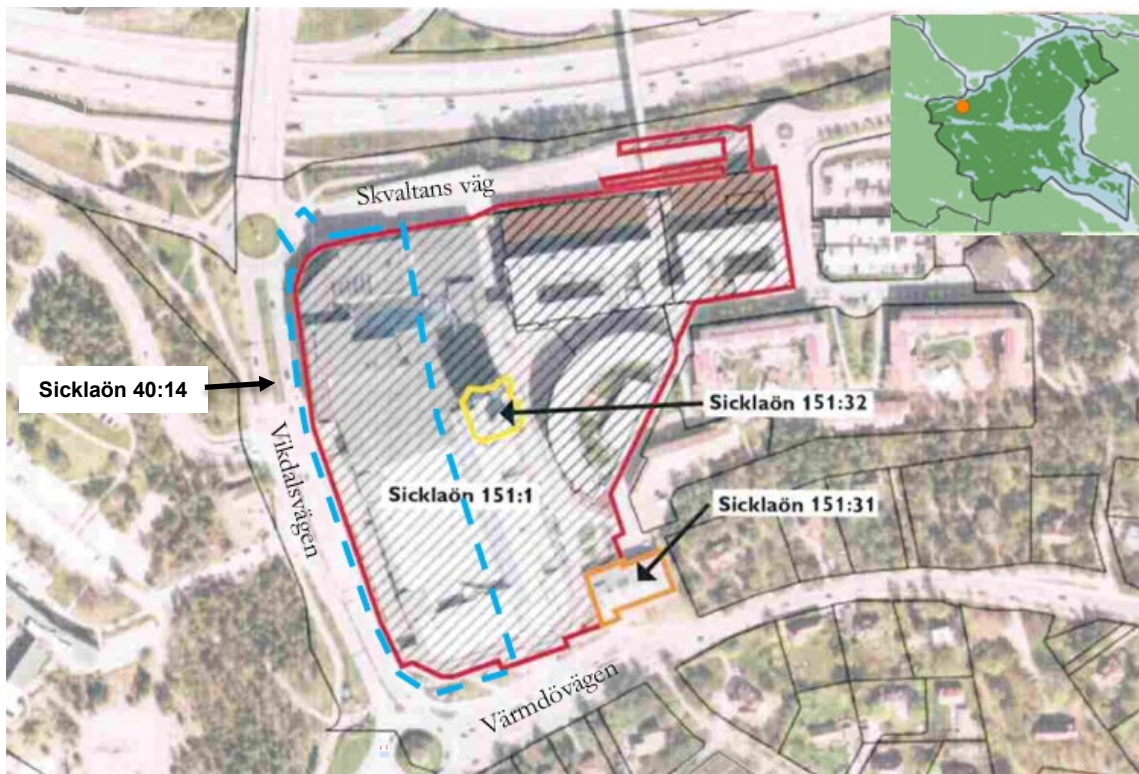 Skvaltans väg
Sicklaön 40:14
Sicklaön 151:32
Vikdalsvägen
Sicklaön 151:1
Sicklaön 151:31
Värmdövägen